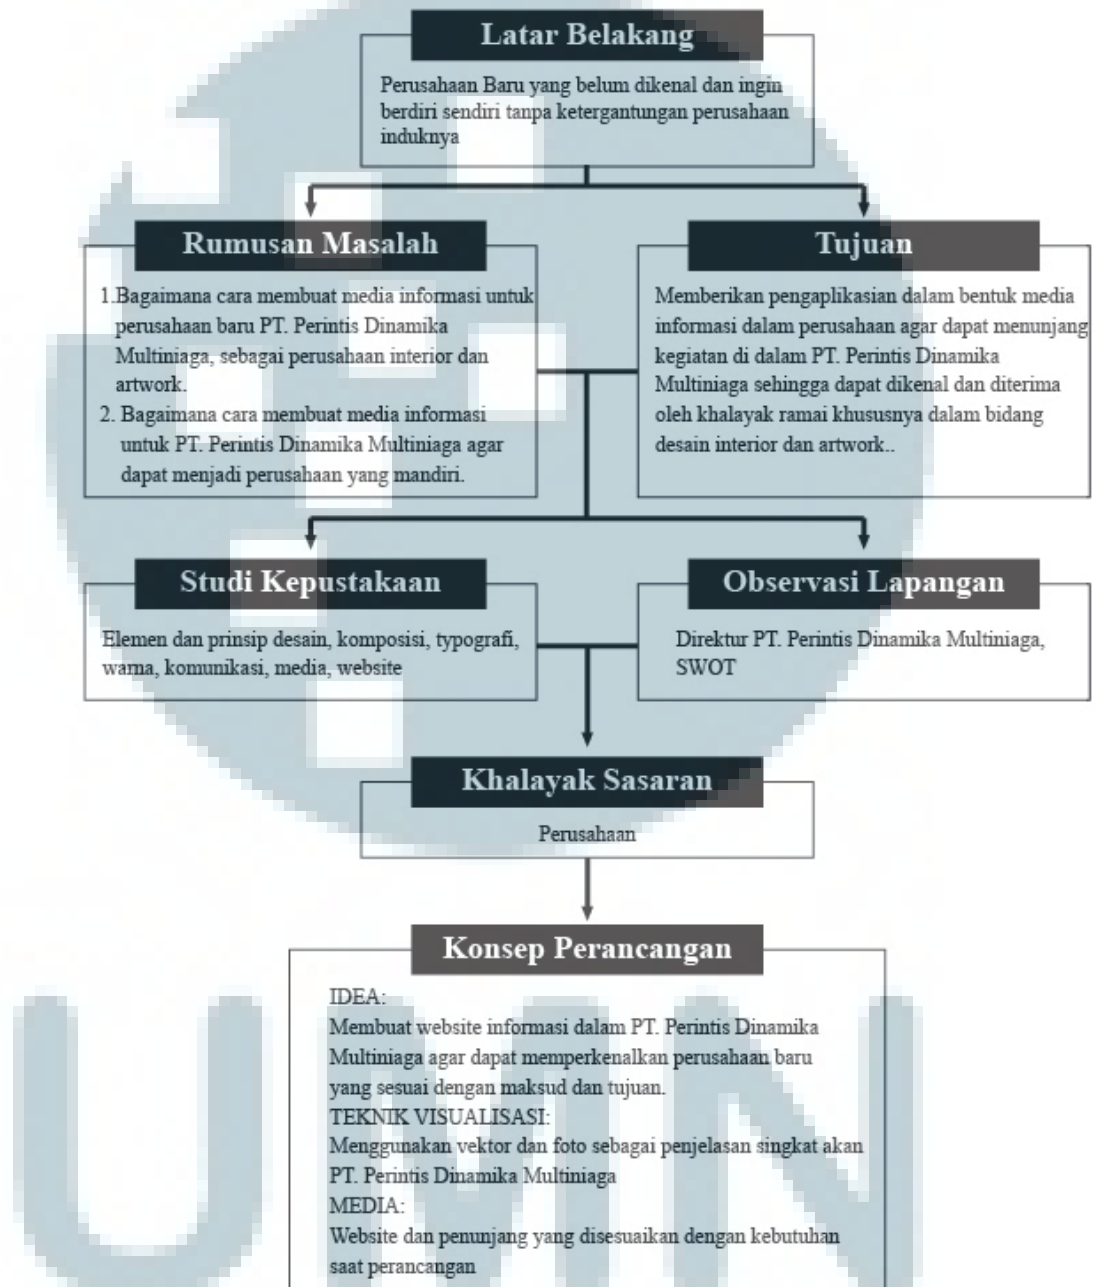 Latar Belakang
Perusahaan Baru yang belum dikenal dan ingin
berdiri sendiri tanpa ketergantungan perusahaan
induknya
Rumusan Masalah
1.Bagaimana cara membuat media informasi untuk
perusahaan baru PT. Perintis Dinamika
Multiniaga, sebagai perusahaan interior dan
artwork.
2. Bagaimana cara membuat media informasi
untuk PT. Perintis Dinamika Multiniaga agar
dapat menjadi perusahaan yang mandiri.
Tujuan
Memberikan pengaplikasian dalam bentuk media
informasi dalam perusahaan agar dapat menunjang
kegiatan di dalam PT. Perintis Dinamika
Multiniaga sehingga dapat dikenal dan diterima
oleh khalayak ramai khususnya dalam bidang
desain interior dan artwork..
Studi Kepustakaan
Elemen dan prinsip desain, komposisi, typografi,
warna, komunikasi, media, website
Observasi Lapangan
Direktur PT. Perintis Dinamika Multiniaga,
SWOT
Khalayak Sasaran
Perusahaan
Konsep Perancangan
IDEA:
Membuat website informasi dalam PT. Perintis Dinamika
Multiniaga agar dapat memperkenalkan perusahaan baru
yang sesuai dengan maksud dan tujuan.
TEKNIK VISUALISASI:
Menggunakan vektor dan foto sebagai penjelasan singkat akan
PT. Perintis Dinamika Multiniaga
MEDIA:
Website dan penunjang yang disesuaikan dengan kebutuhan
saat perancangan
UMN